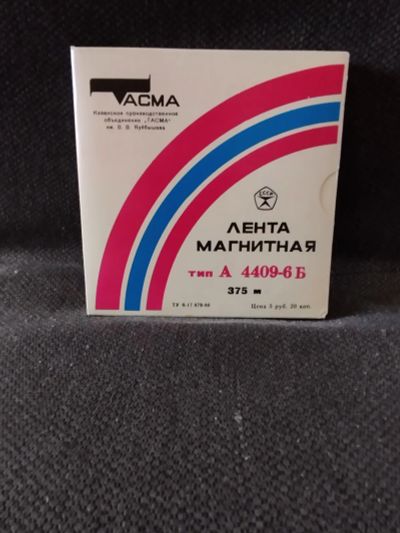 ТАСМА
Казанское производственное
объединение „ТАСМА"
им. В. В. Куйбышева
СССР
ЛЕНТА
МАГНИТНАЯ
тип А 4409-6 Б
375 м
Цена 5 руб. 20 коп.